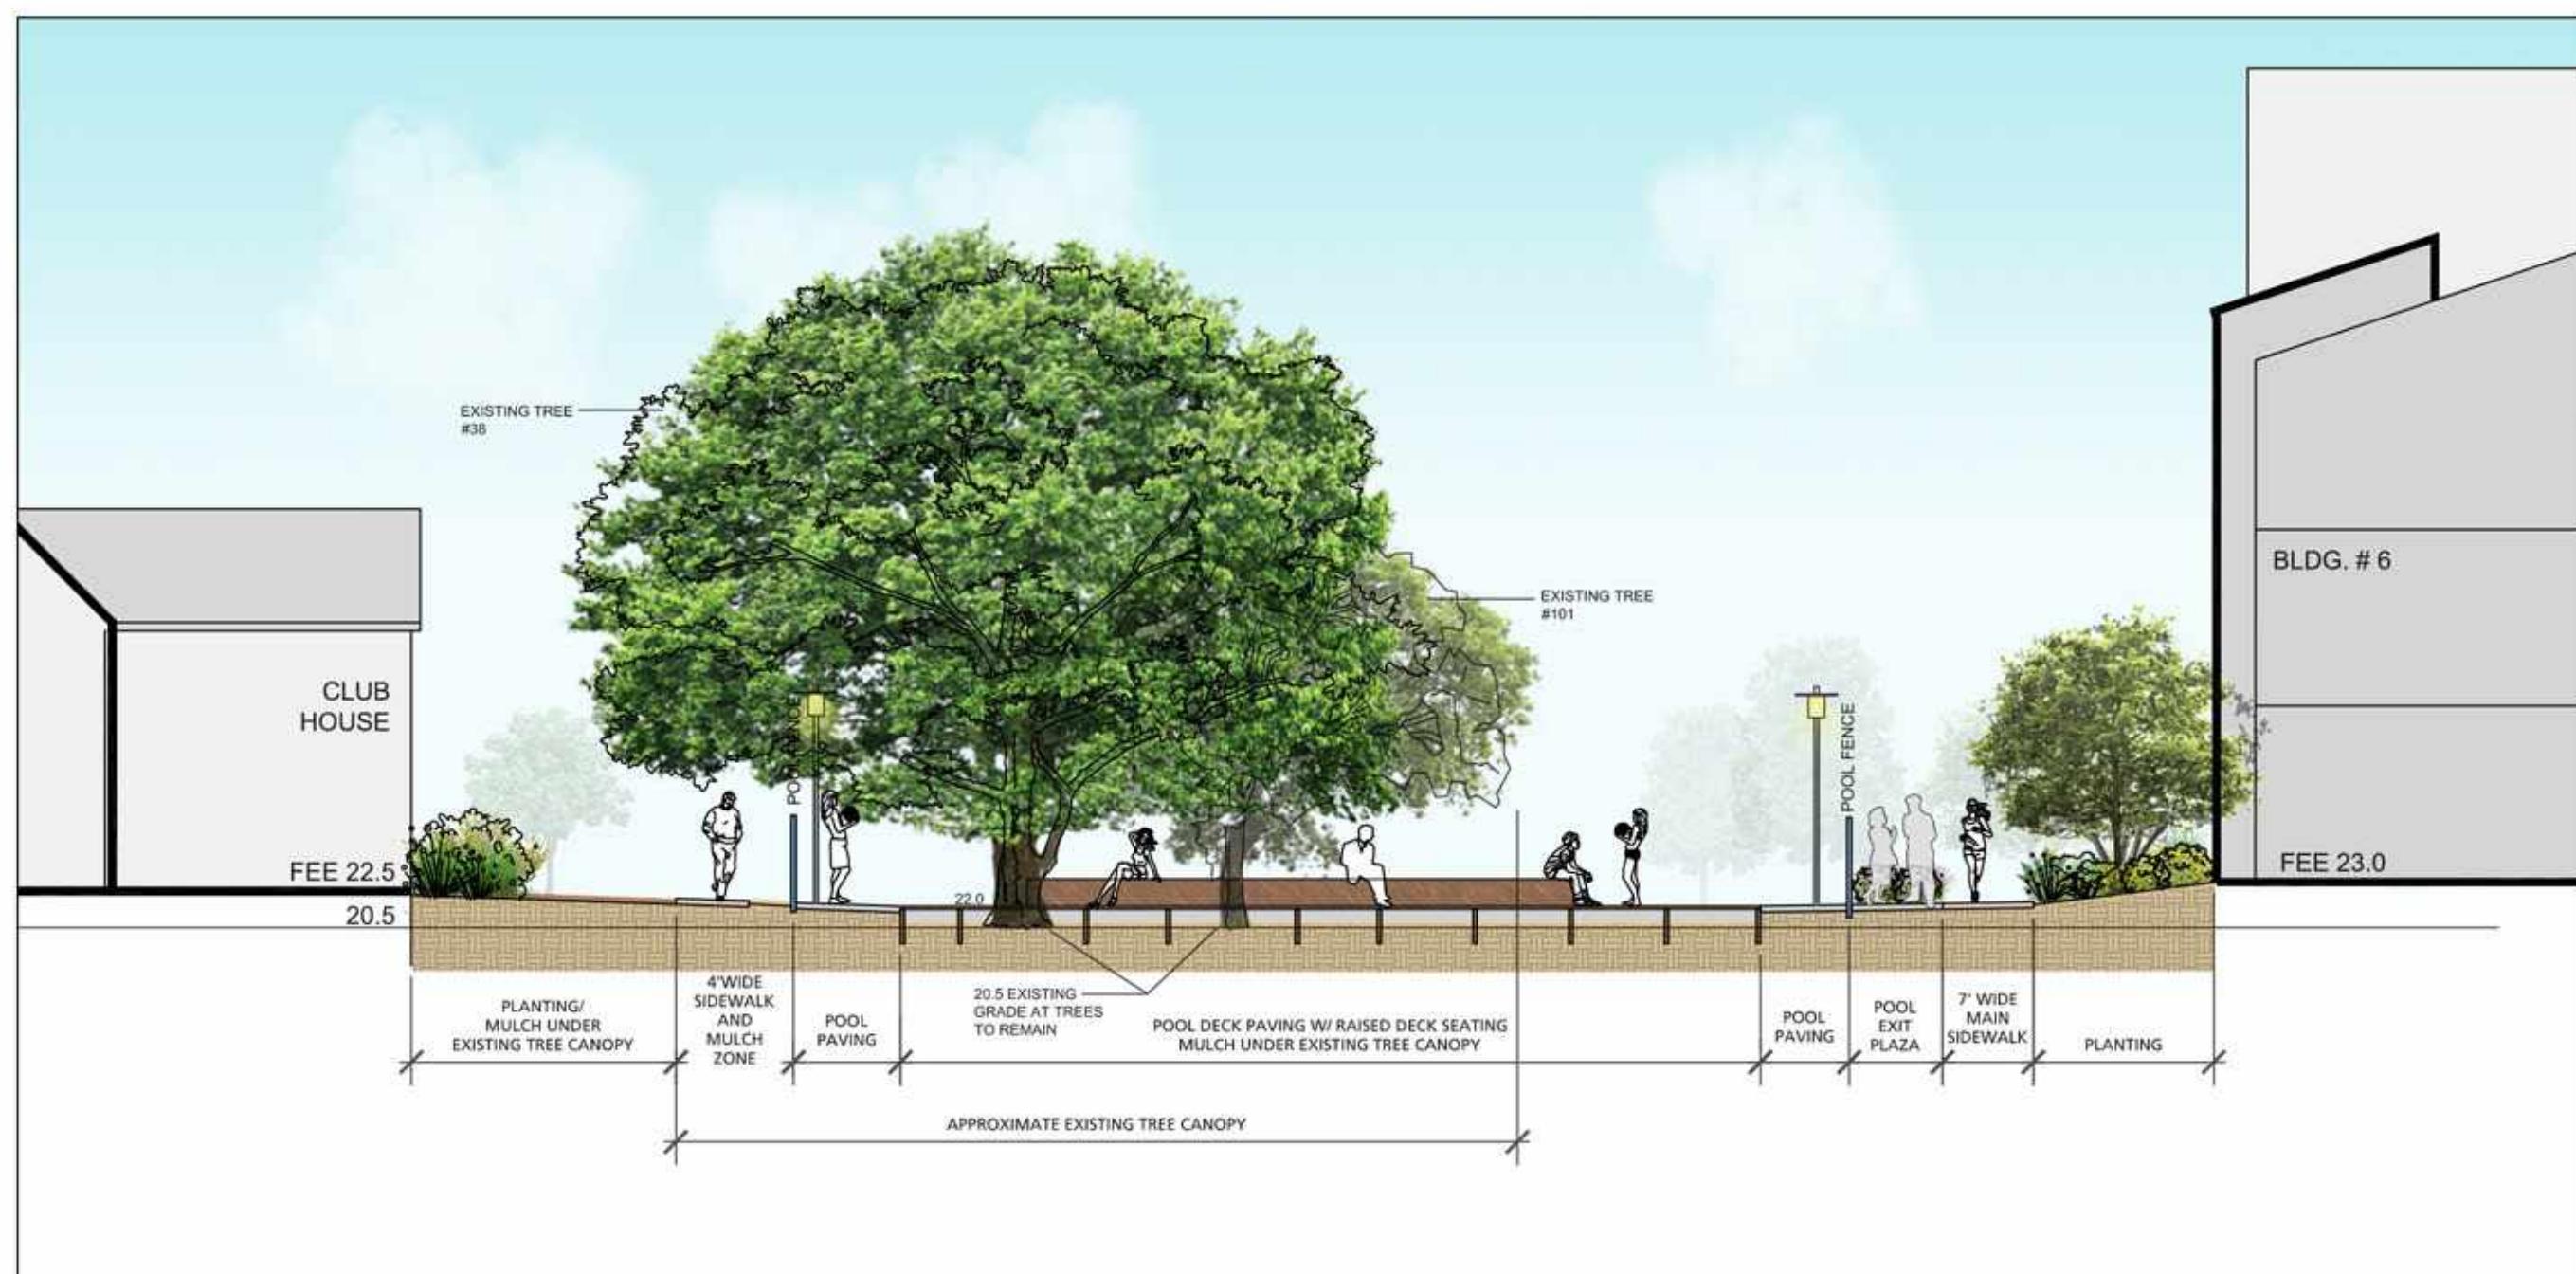 EXISTING TREE
#38
EXISTING TREE
#101
BLDG. # 6
CLUB
HOUSE
POOL FENCE
FEE 22.5
22.0
FEE 23.0
20.5
PLANTING/
MULCH UNDER
EXISTING TREE CANOPY
4'WIDE
SIDEWALK
AND
MULCH
ZONE
POOL
PAVING
20.5 EXISTING
GRADE AT TREES
TO REMAIN
POOL DECK PAVING W/ RAISED DECK SEATING
MULCH UNDER EXISTING TREE CANOPY
POOL
PAVING
POOL
EXIT
PLAZA
7' WIDE
MAIN
SIDEWALK
PLANTING
APPROXIMATE EXISTING TREE CANOPY